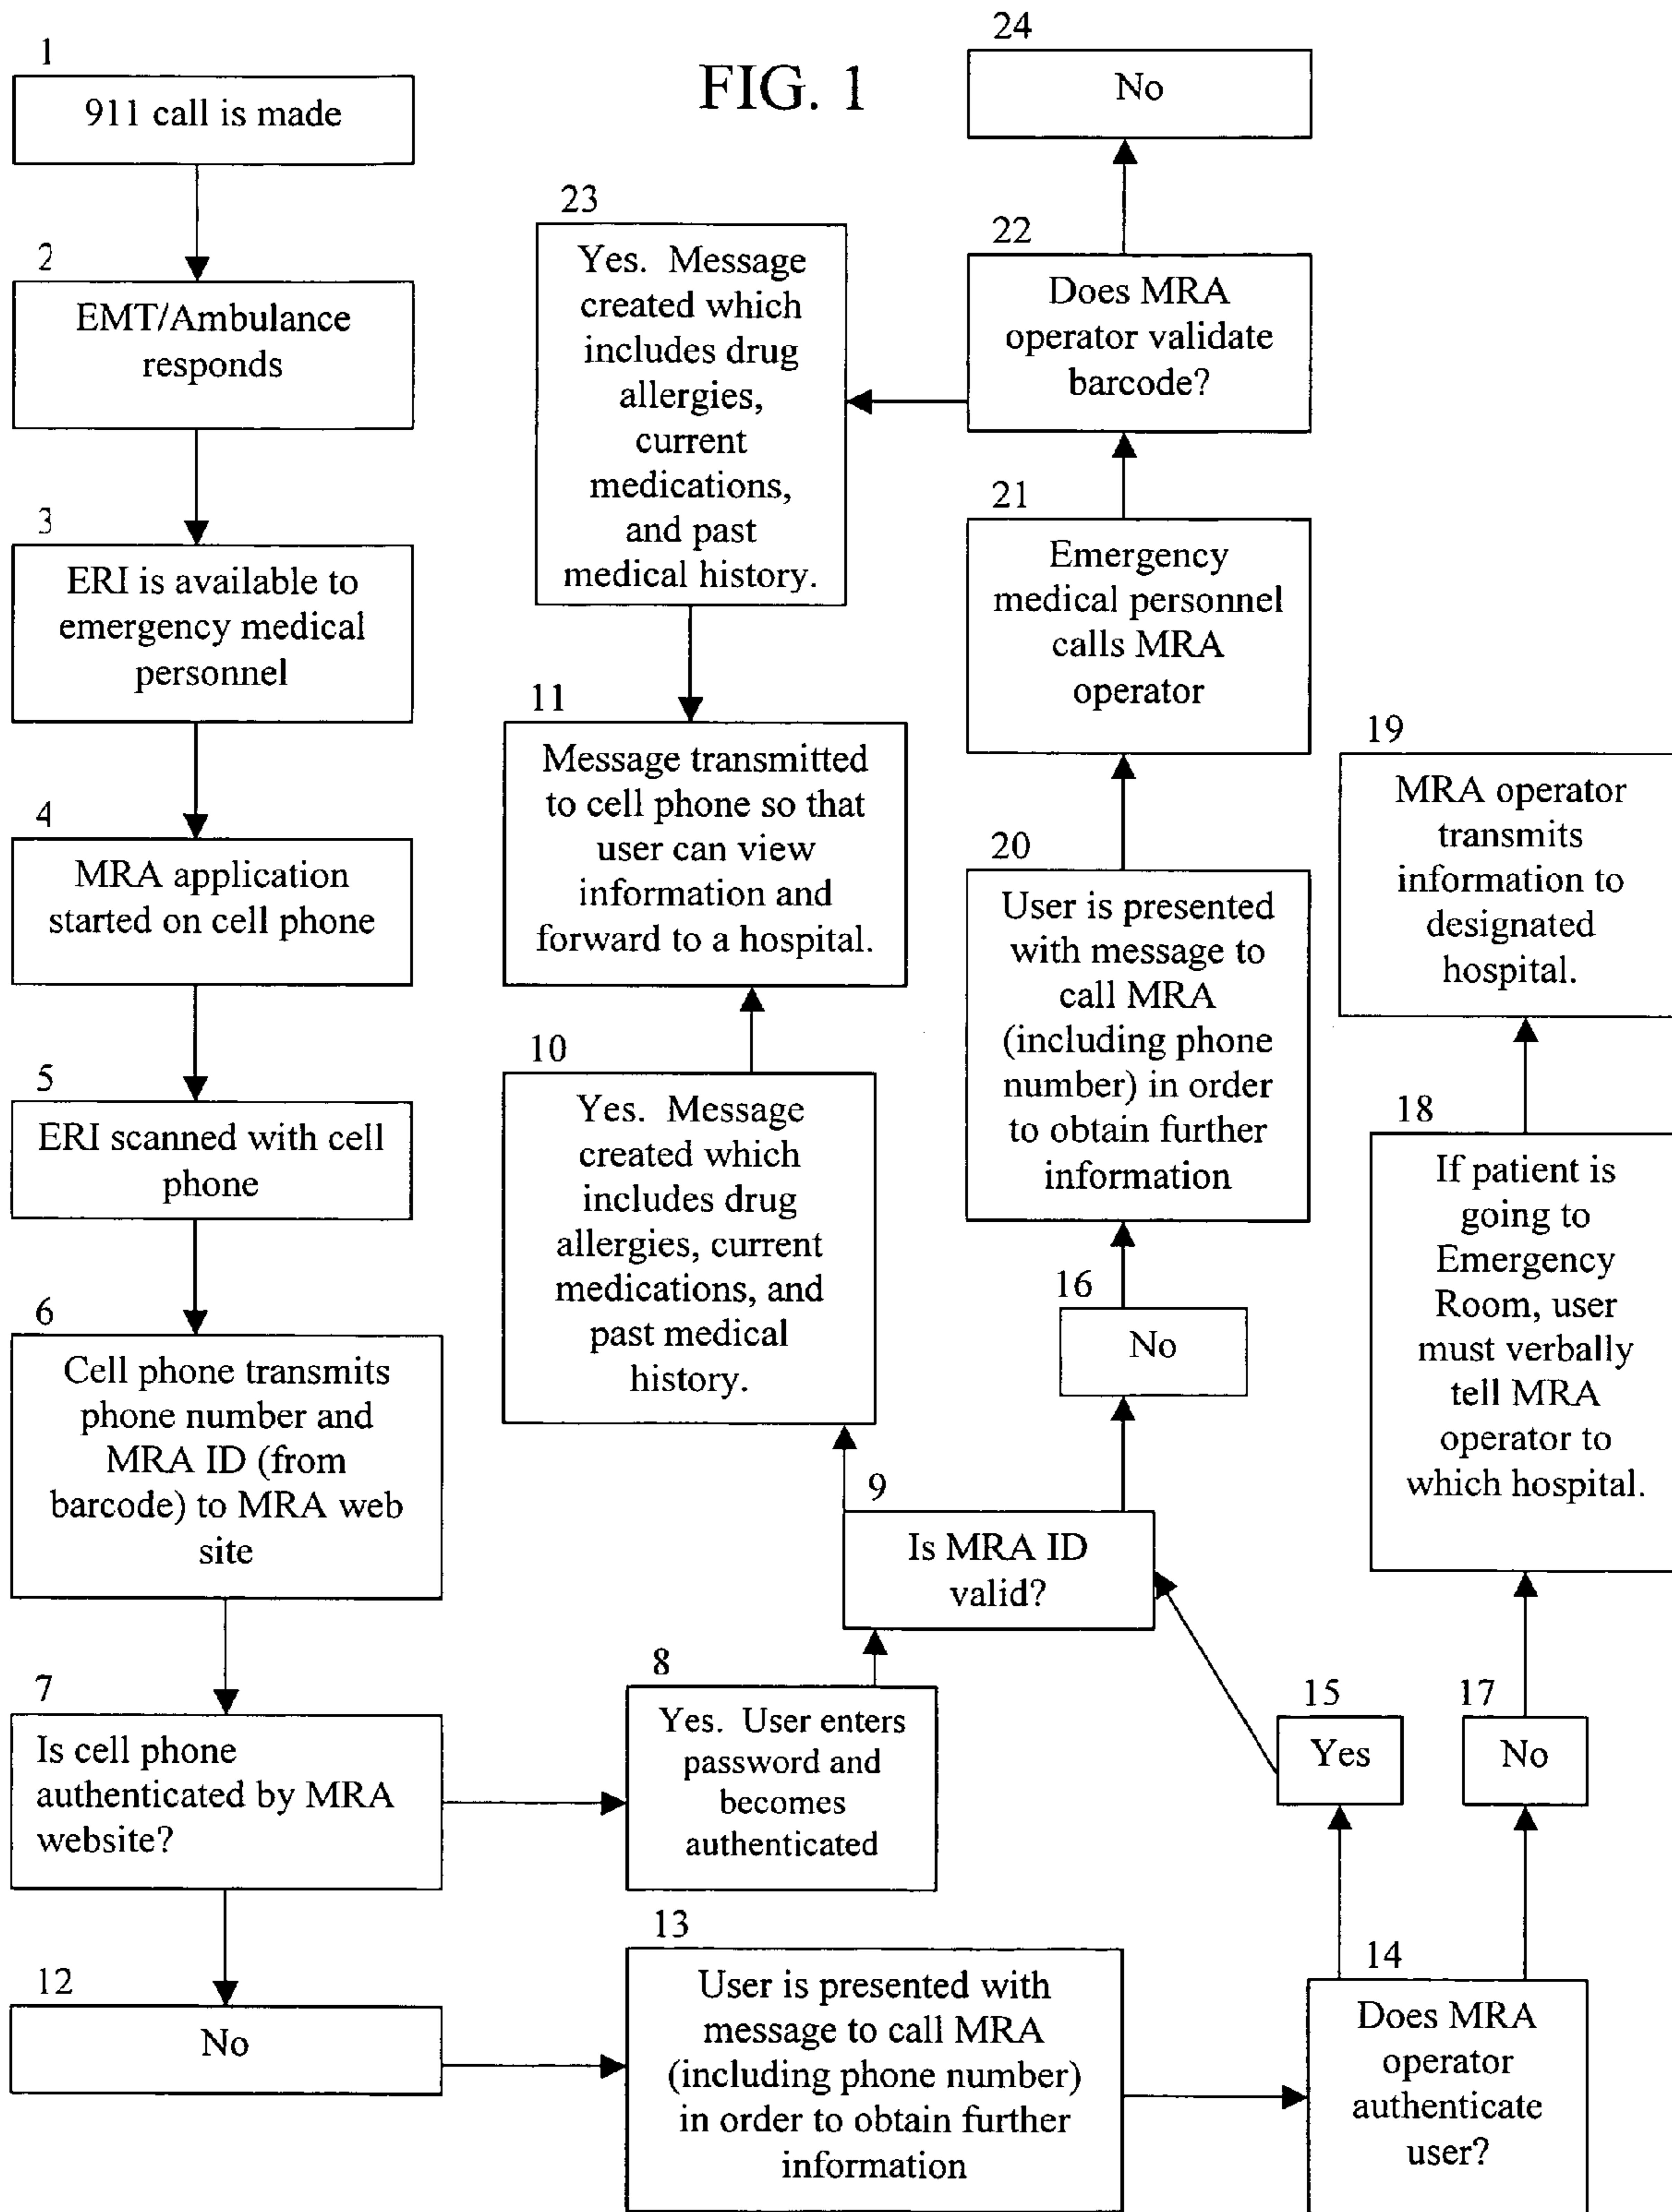 FIG. 1
1
911 call is made
2
EMT/Ambulance
responds
3
ERI is available to
emergency medical
personnel
4
MRA application
started on cell phone
5
ERI scanned with cell
phone
6
Cell phone transmits
phone number and
MRA ID (from
barcode) to MRA web
site
7
Is cell phone
authenticated by MRA
website?
8
Yes. User enters
password and
becomes
authenticated
9
Is MRA ID
valid?
10
Yes. Message
created which
includes drug
allergies, current
medications, and
past medical
history.
11
Message transmitted
to cell phone so that
user can view
information and
forward to a hospital.
12
No
13
User is presented with
message to call MRA
(including phone number)
in order to obtain further
information
14
Does MRA
operator
authenticate
user?
15
Yes
16
No
17
No
18
If patient is
going to
Emergency
Room, user
must verbally
tell MRA
operator to
which hospital.
19
MRA operator
transmits
information to
designated
hospital.
20
User is presented
with message to
call MRA
(including phone
number) in order
to obtain further
information
21
Emergency
medical personnel
calls MRA
operator
22
Does MRA
operator validate
barcode?
23
Yes. Message
created which
includes drug
allergies,
current
medications,
and past
medical history.
24
No